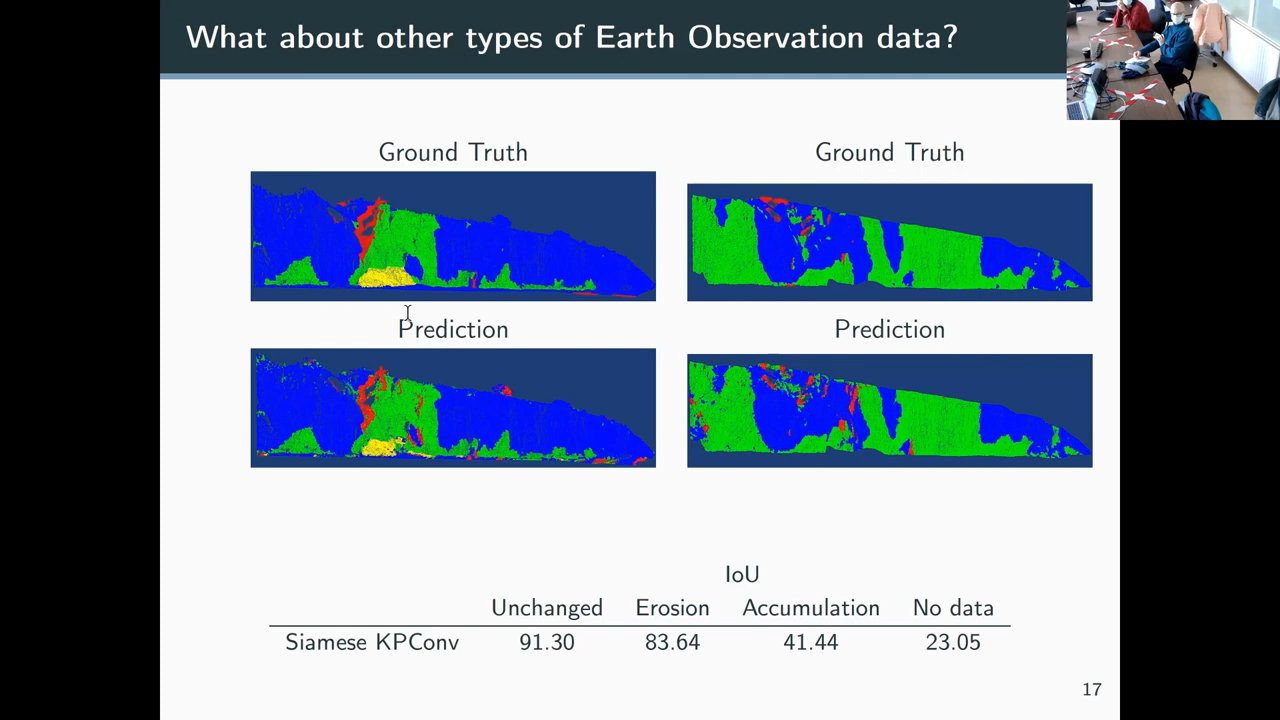 What about other types of Earth Observation data?
Ground Truth
Ground Truth
Prediction
Prediction
IoU
Unchanged Erosion Accumulation No data
Siamese KPConv 91.30 83.64 41.44 23.05
17